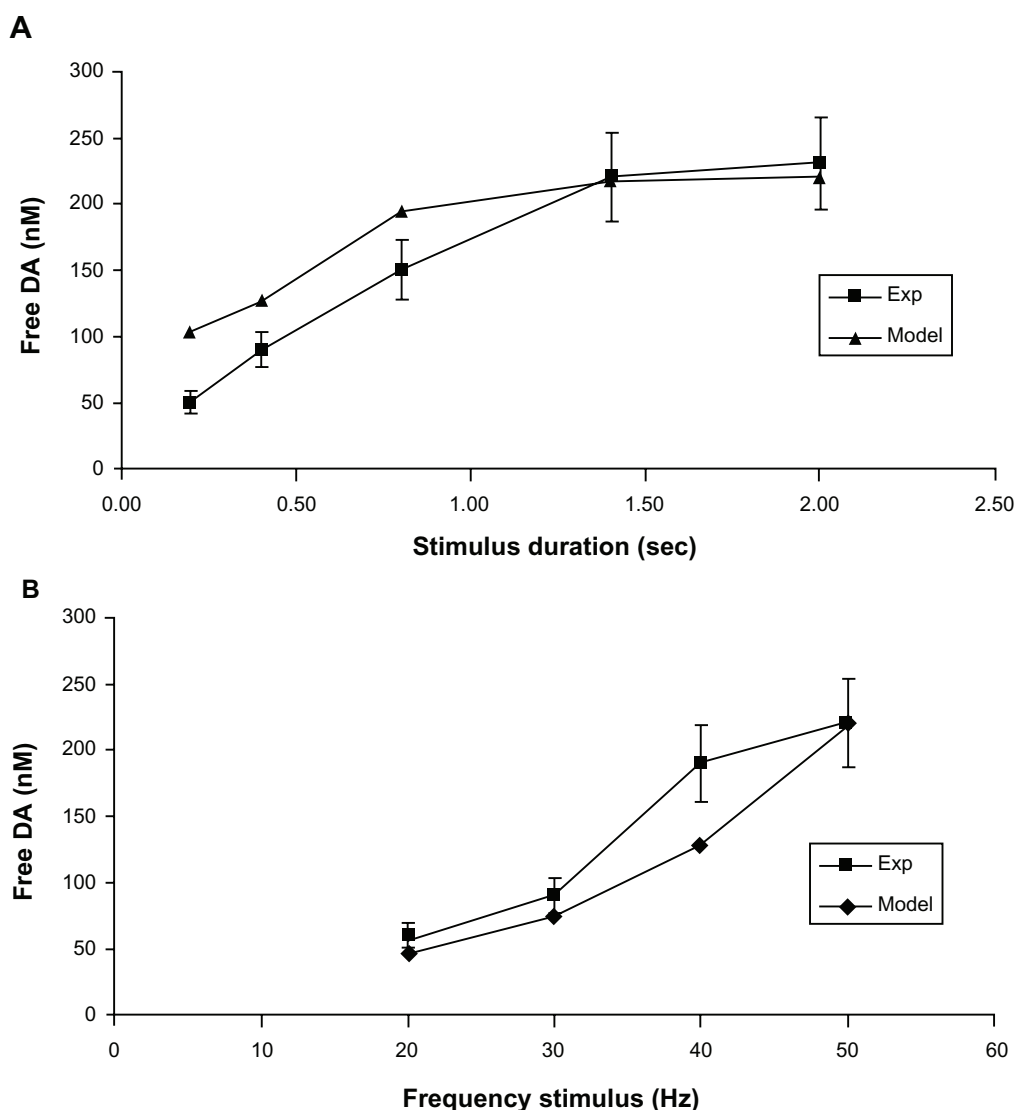 A
300
250
200
150
100
50
0
Free DA (nM)
0.00 0.50 1.00 1.50 2.00 2.50
Stimulus duration (sec)
Exp
Model
B
300
250
200
150
100
50
0
Free DA (nM)
0 10 20 30 40 50 60
Frequency stimulus (Hz)
Exp
Model